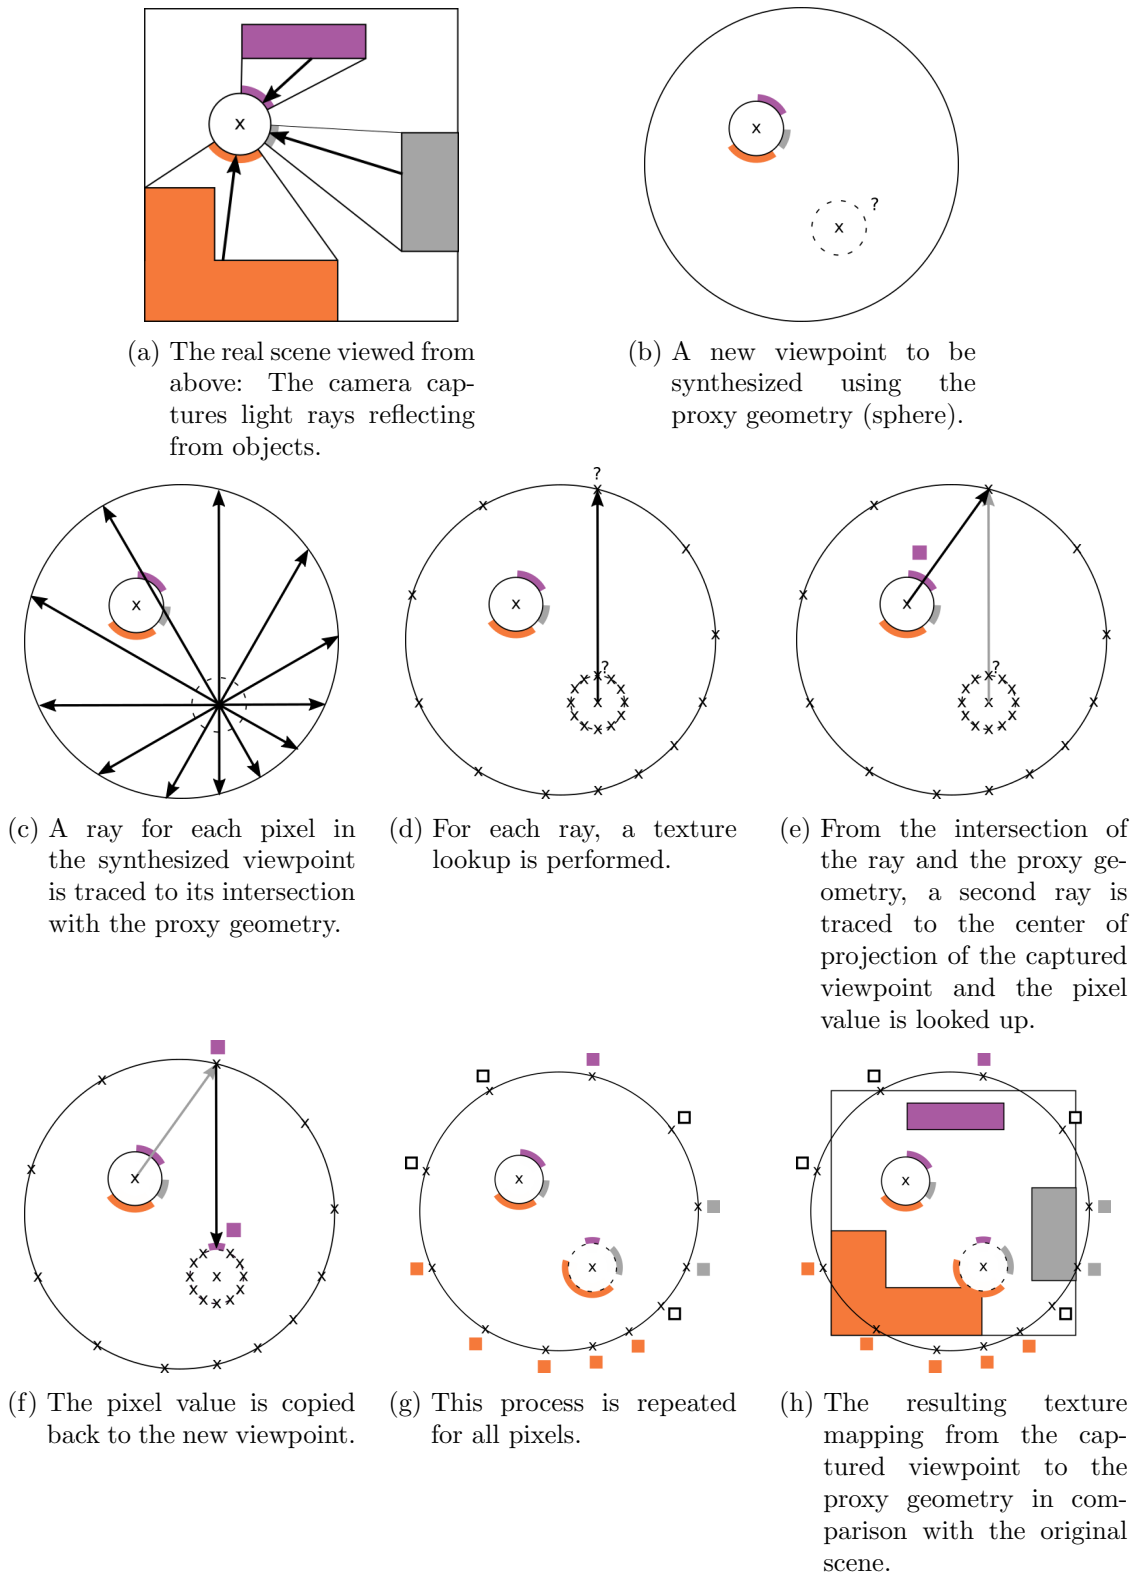 x
x
?
x
(a) The real scene viewed from
above: The camera cap-
tures light rays reflecting
from objects.
(b) A new viewpoint to be
synthesized using the
proxy geometry (sphere).
x
?
x
x
x
x
x
x
?
x
x
x
x
x
x
x
?
x
x
x
x
x
(c) A ray for each pixel in
the synthesized viewpoint
is traced to its intersection
with the proxy geometry.
(d) For each ray, a texture
lookup is performed.
(e) From the intersection of
the ray and the proxy ge-
ometry, a second ray is
traced to the center of
projection of the captured
viewpoint and the pixel
value is looked up.
(f) The pixel value is copied
back to the new viewpoint.
(g) This process is repeated
for all pixels.
(h) The resulting texture
mapping from the cap-
tured viewpoint to the
proxy geometry in com-
parison with the original
scene.